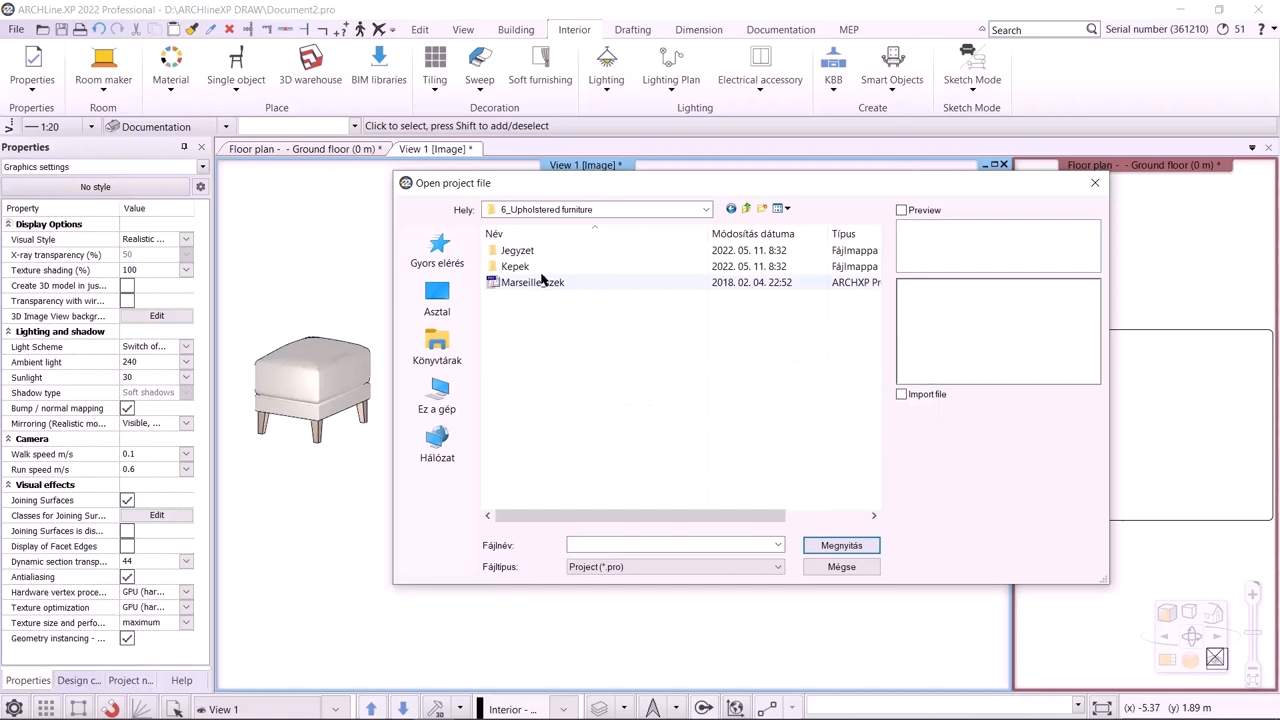 ARCHLine.XP 2022 Professional - ARCHline.XP DRAW/Document2.pro
File
Edit View Building Interior Drafting Dimension Documentation MEP
Search
Serial number (361210) 51 ?
Properties Room maker Material Single object 3D warehouse BIM libraries Tiling Sweep Soft furnishing Lighting Lighting Plan Electrical accessory KBB Smart Objects Sketch Mode
Properties Room Place Decoration Lighting Create Sketch Mode
1:20 Documentation Click to select, press Shift to add/deselect
Properties
Floor plan - - Ground floor (0 m) * View 1 [Image] *
Graphics settings
View 1 [Image] *
Floor plan - - Ground floor (0 m) *
No style
Property Value
Display Options
Visual Style Realistic ...
X-ray transparency (%) 50
Texture shading (%) 100
Create 3D model in jus...
Transparency with wir...
3D Image View backgr... Edit
Lighting and shadow
Light Scheme Switch of...
Ambient light 240
Sunlight 30
Shadow type Soft shadows
Bump / normal mapping
Mirroring (Realistic mo... Visible, ...
Camera
Walk speed m/s 0.1
Run speed m/s 0.6
Visual effects
Joining Surfaces
Classes for Joining Sur... Edit
Joining Surfaces is dis...
Display of Facet Edges
Dynamic section transp... 44
Antialiasing
Hardware vertex proce... GPU (har...
Texture optimization GPU (har...
Texture size and perfo... maximum
Geometry instancing - ...
Properties Design c... Project n... Help
22 Open project file
Hely: 6_Upholstered furniture
Gyors elérés
Asztal
Könyvtárak
Ez a gép
Hálózat
Név Módosítás dátuma Típus
Jegyzet 2022. 05. 11. 8:32 Fájlmappa
Kepek 2022. 05. 11. 8:32 Fájlmappa
2018. 02. 04. 22:52 ARCHXP Pr
Fájlnév: Megnyitás
Fájltípus: Project (*.pro) Mégse
Preview
Import file
View 1
30
Interior - ...
(x) -5.37 (y) 1.89 m